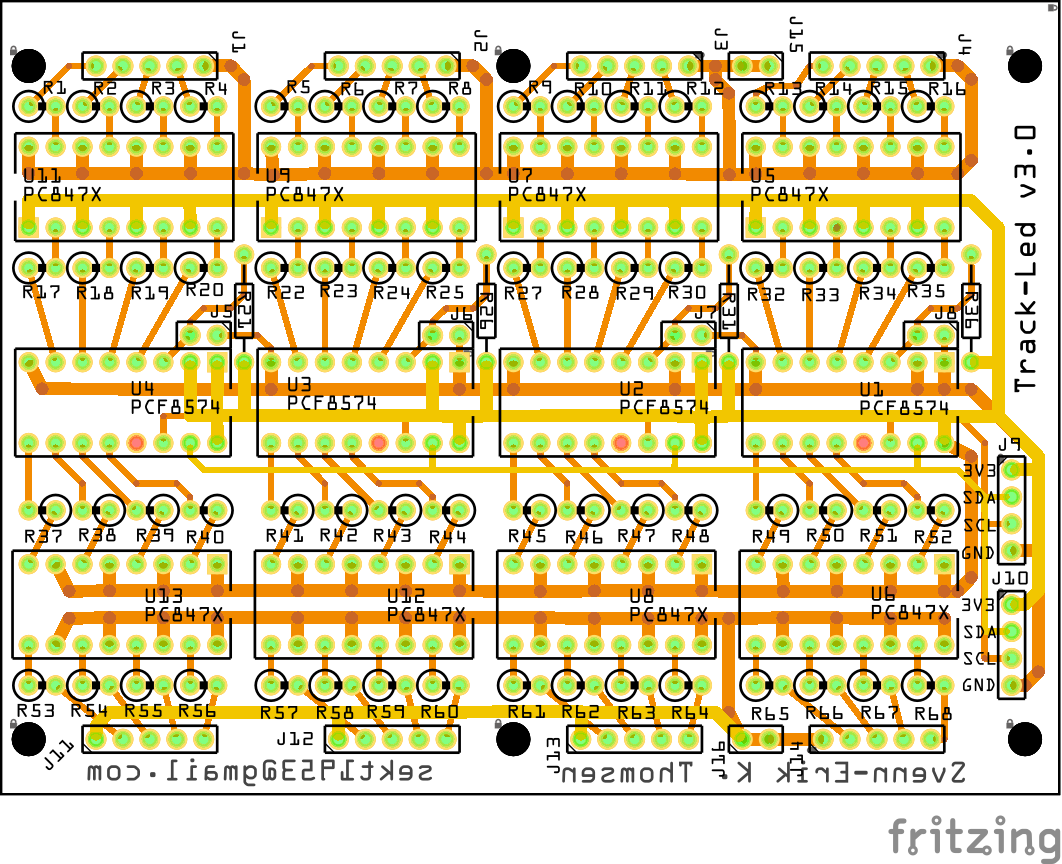 J1 J2 J3 J15 J4
R1 R2 R3 R4 R5 R6 R7 R8 R9 R10 R11 R12 R13 R14 R15 R16
U11 U9 U7 U5
PC847X PC847X PC847X PC847X
Track-Led v3.0
R17 R18 R19 R20 R22 R23 R24 R25 R27 R28 R29 R30 R32 R33 R34 R35
R21 R26 R31 R36
J5 J6 J7 J8
U4 U3 U2 U1
PCF8574 PCF8574 PCF8574 PCF8574
J9
3V3
SDA
SCL
GND
R37 R38 R39 R40 R41 R42 R43 R44 R45 R46 R47 R48 R49 R50 R51 R52
J10
U13 U12 U8 U6
PC847X PC847X PC847X PC847X
3V3
SDA
SCL
GND
R53 R54 R55 R56 R57 R58 R59 R60 R61 R62 R63 R64 R65 R66 R67 R68
J11 J12 J13 J16 J14
Svenn-Erik K Thomsen
sekt1953@gmail.com
fritzing